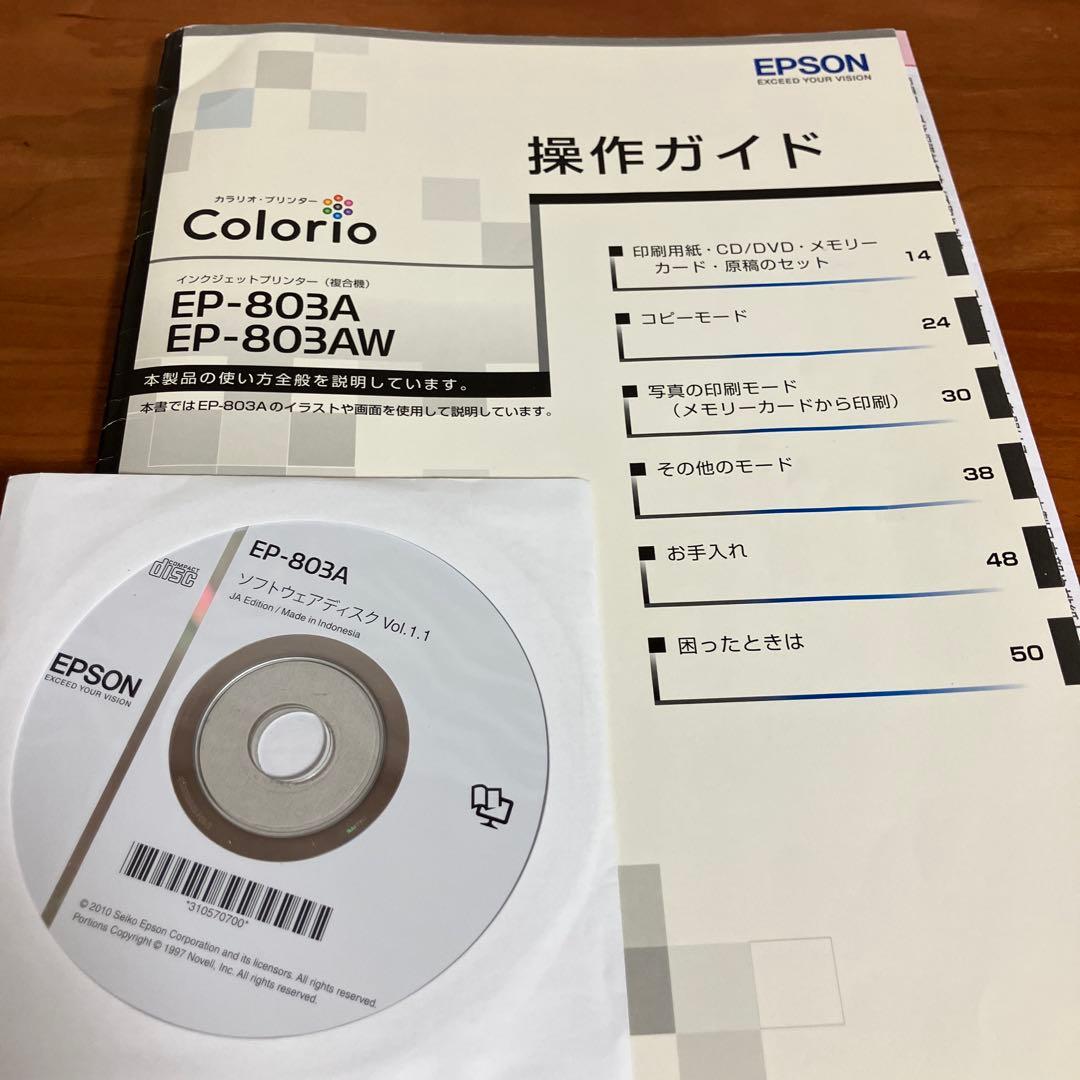 EPSON
EXCEED YOUR VISION
操作ガイド
カラリオ・プリンター
Colorio
インクジェットプリンター（複合機）
EP-803A
EP-803AW
本製品の使い方全般を説明しています。
本書ではEP-803Aのイラストや画面を使用して説明しています。
印刷用紙・CD/DVD・メモリー
カード・原稿のセット 14
コピーモード 24
写真の印刷モード
（メモリーカードから印刷） 30
その他のモード 38
お手入れ 48
困ったときは 50
COMPACT
disc
EP-803A
ソフトウェアディスク Vol.1.1
JA Edition / Made in Indonesia
EPSON
EXCEED YOUR VISION
*310570700*
© 2010 Seiko Epson Corporation and its licensors. All rights reserved.
Portions Copyright © 1997 Novell, Inc. All rights reserved.